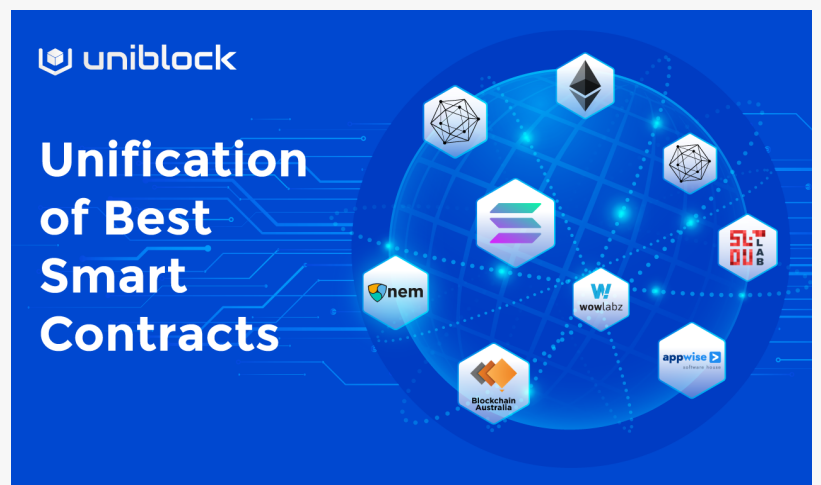 uniblock
Unification
of Best
Smart
Contracts
nem
W!
wowlabz
LAB
appwise
software house
Blockchain
Australia